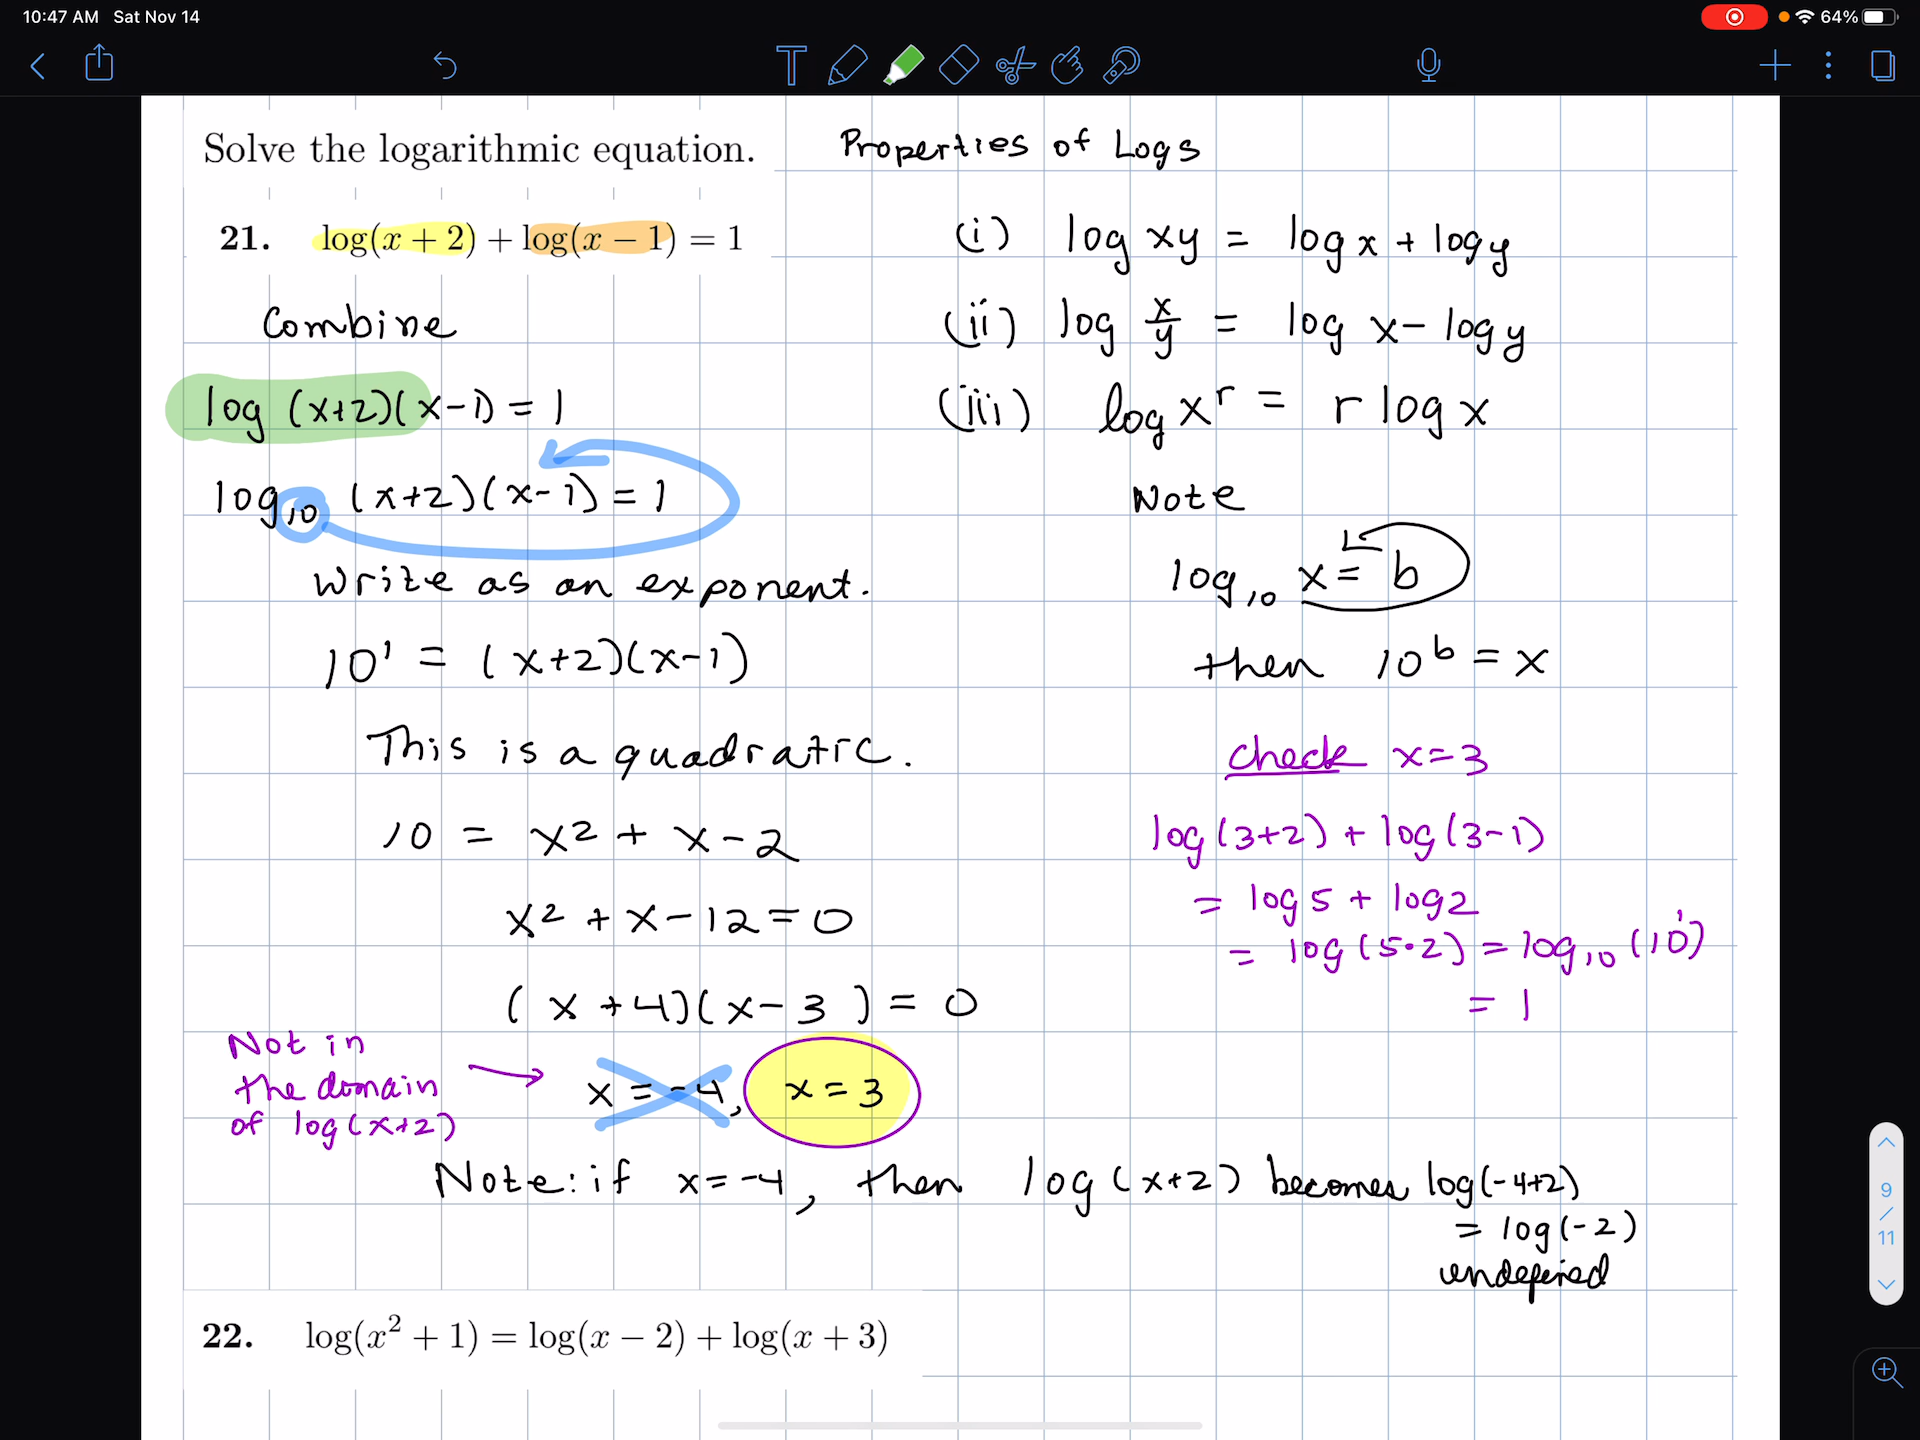 10:47 AM Sat Nov 14
64%
Solve the logarithmic equation.
21. log(x + 2) + log(x − 1) = 1
Combine
log (x+2)(x-1) = 1
log₁₀ (x+2)(x-1) = 1
Write as an exponent.
10¹ = (x+2)(x-1)
This is a quadratic.
10 = x² + x - 2
x² + x - 12 = 0
(x + 4)(x - 3) = 0
Not in
the domain
of log(x+2)
x = -4, x = 3
Note: if x = -4, then log(x+2) becomes log(-4+2)
= log(-2)
undefined
Properties of Logs
(i) log xy = log x + log y
(ii) log x/y = log x - log y
(iii) log xʳ = r log x
Note
log₁₀ x = b
then 10ᵇ = x
check x = 3
log(3+2) + log(3-1)
= log 5 + log 2
= log(5·2) = log₁₀(10¹)
= 1
22. log(x² + 1) = log(x − 2) + log(x + 3)
9
/
11